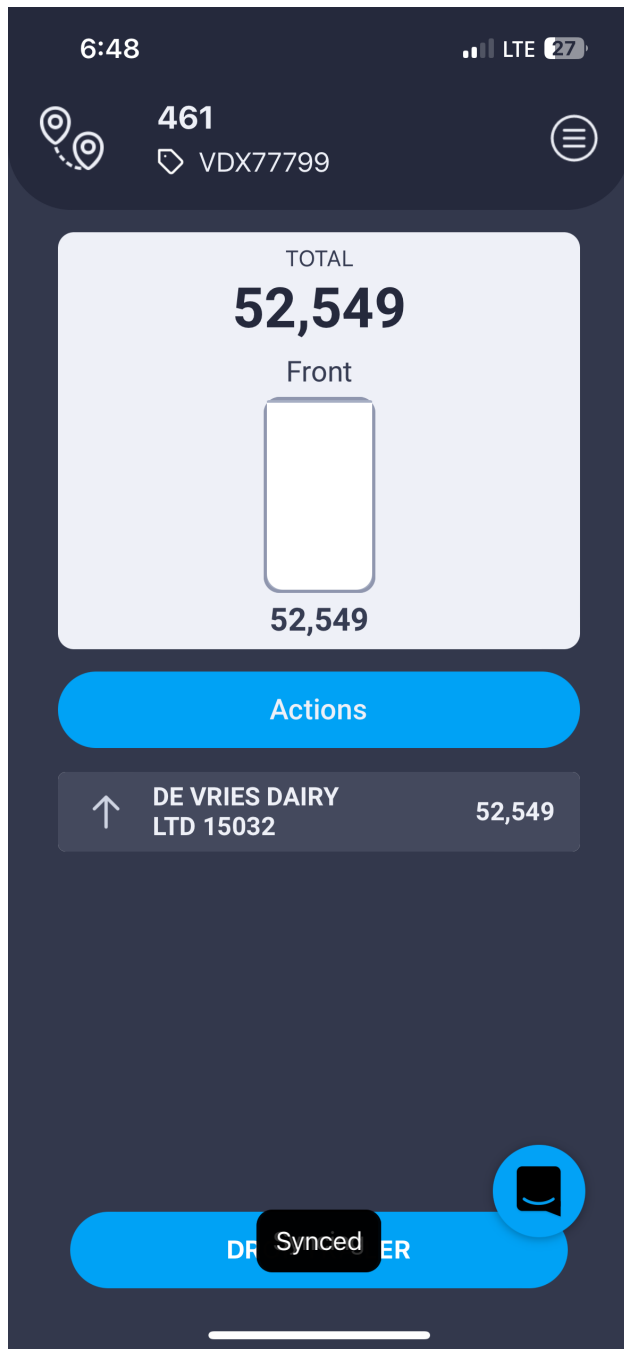 6:48
LTE 27
461
VDX77799
TOTAL
52,549
Front
52,549
Actions
DE VRIES DAIRY
LTD 15032
52,549
Synced